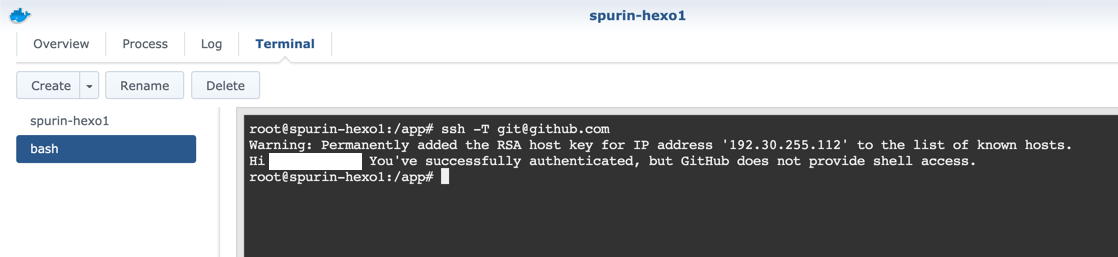 spurin-hexo1
Overview Process Log Terminal
Create Rename Delete
spurin-hexo1
bash
root@spurin-hexo1:/app# ssh -T git@github.com
Warning: Permanently added the RSA host key for IP address '192.30.255.112' to the list of known hosts.
Hi You've successfully authenticated, but GitHub does not provide shell access.
root@spurin-hexo1:/app#